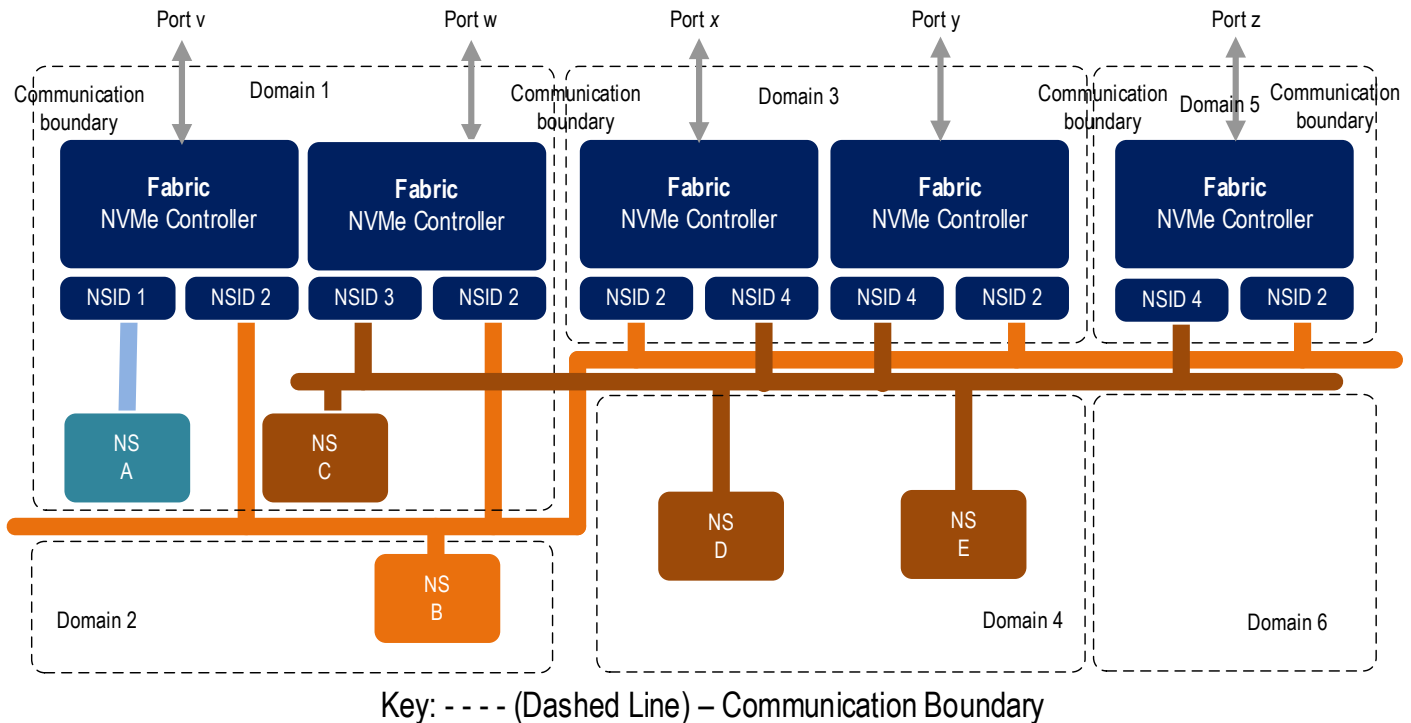 Port v
Port w
Port x
Port y
Port z
Domain 1
Domain 3
Domain 5
Communication
boundary
Communication
boundary
Communication
boundary
Communication
boundary
Fabric
NVMe Controller
Fabric
NVMe Controller
Fabric
NVMe Controller
Fabric
NVMe Controller
Fabric
NVMe Controller
NSID 1
NSID 2
NSID 3
NSID 2
NSID 2
NSID 4
NSID 4
NSID 2
NSID 4
NSID 2
NS
A
NS
C
NS
D
NS
E
NS
B
Domain 2
Domain 4
Domain 6
Key: - - - - (Dashed Line) – Communication Boundary